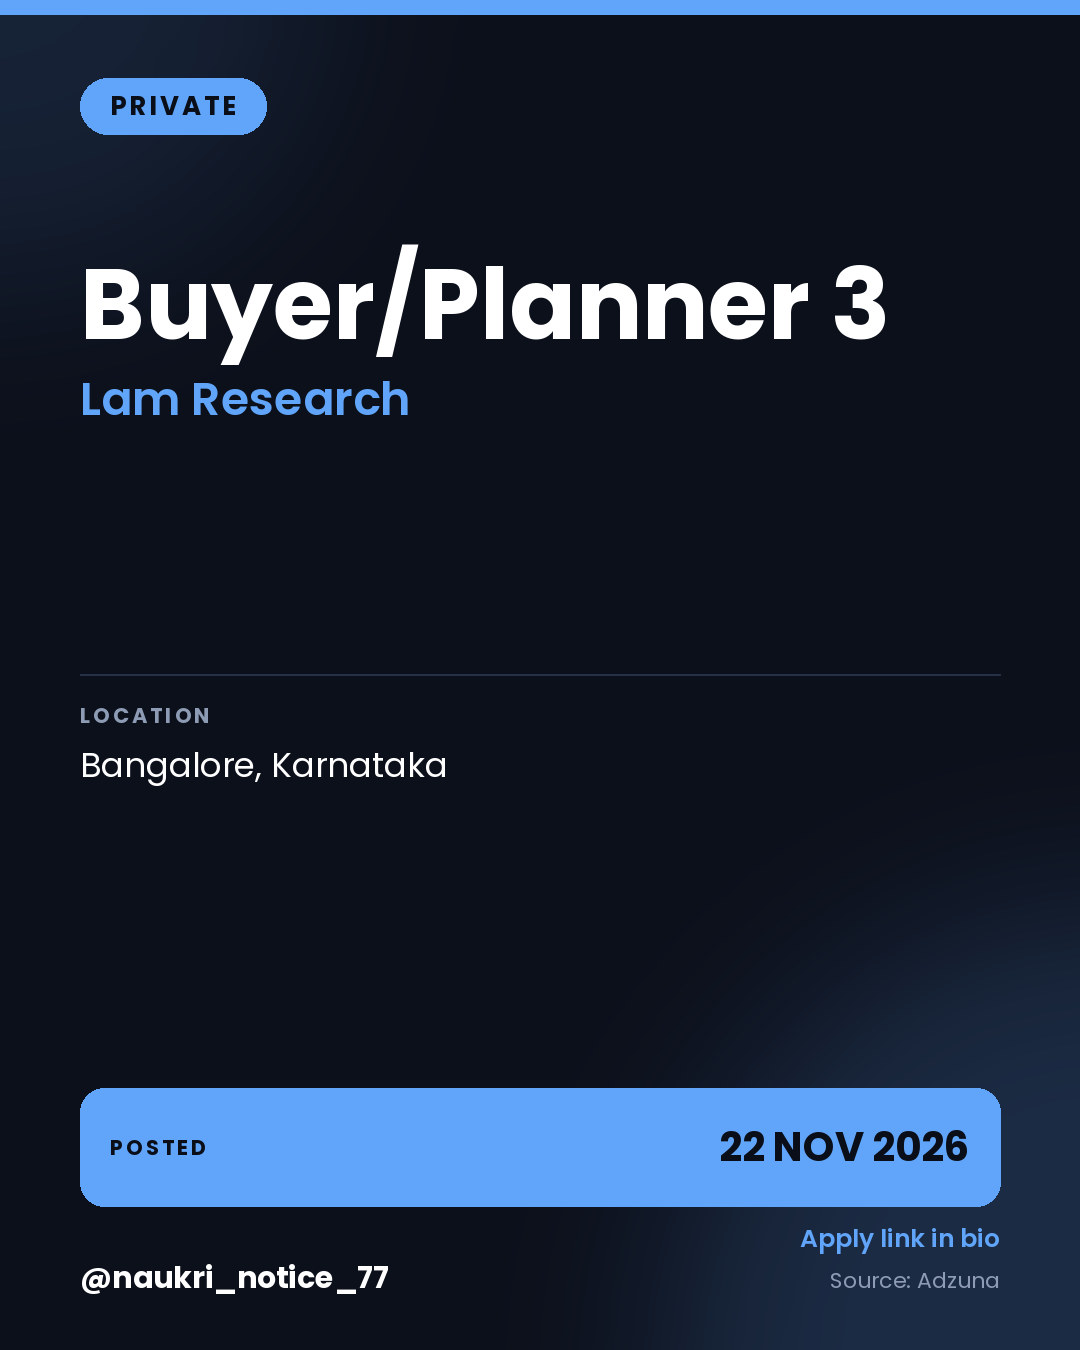 PRIVATE
Buyer/Planner 3
Lam Research
LOCATION
Bangalore, Karnataka
POSTED
22 NOV 2026
Apply link in bio
@naukri_notice_77
Source: Adzuna